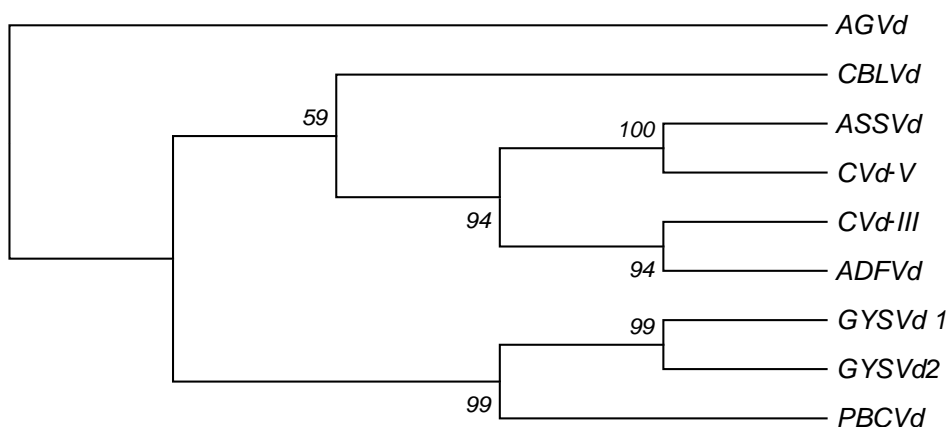 AGVd
CBLVd
59
ASSVd
100
CVd-V
94
CVd-III
94
ADFVd
GYSVd 1
99
GYSVd2
99
PBCVd